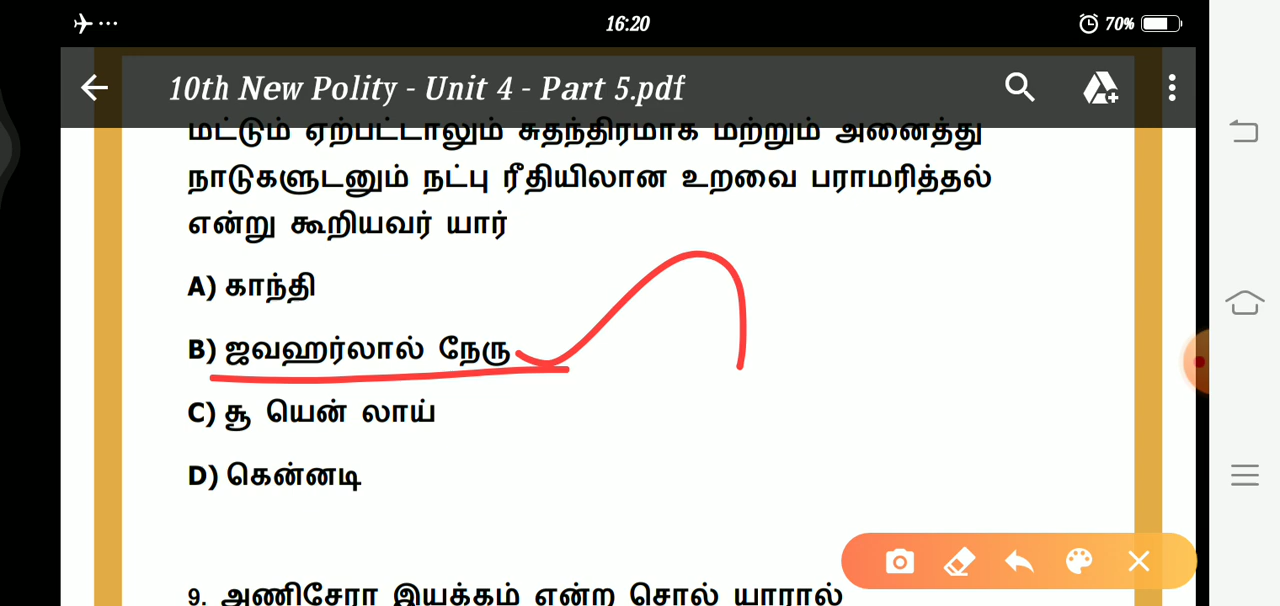 16:20
70%
10th New Polity - Unit 4 - Part 5.pdf
மட்டும் ஏற்பட்டாலும் சுதந்திரமாக மற்றும் அனைத்து
நாடுகளுடனும் நட்பு ரீதியிலான உறவை பராமரித்தல்
என்று கூறியவர் யார்
A) காந்தி
B) ஜவஹர்லால் நேரு
C) சூ யென் லாய்
D) கென்னடி
9. அணிசேரா இயக்கம் என்ற சொல் யாரால்